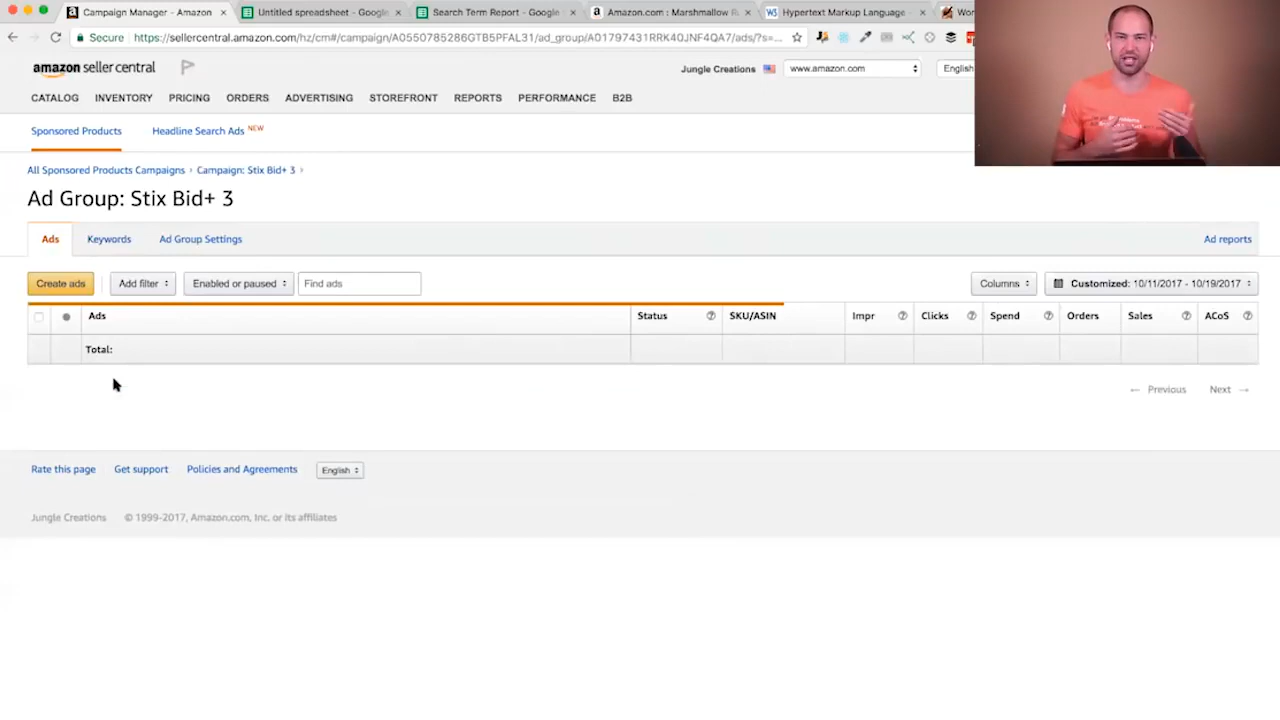 Campaign Manager - Amazon
Untitled spreadsheet - Google
Search Term Report - Google
Amazon.com : Marshmallow R
Hypertext Markup Language
Wor
Secure https://sellercentral.amazon.com/hz/cm#/campaign/A0550785286GTB5PFAL31/ad_group/A01797431RRK40JNF4QA7/ads/?s=...
amazon seller central
Jungle Creations
www.amazon.com
English
CATALOG INVENTORY PRICING ORDERS ADVERTISING STOREFRONT REPORTS PERFORMANCE B2B
Sponsored Products Headline Search Ads NEW
All Sponsored Products Campaigns › Campaign: Stix Bid+ 3 ›
Ad Group: Stix Bid+ 3
Ads Keywords Ad Group Settings Ad reports
Create ads Add filter Enabled or paused Find ads Columns Customized: 10/11/2017 - 10/19/2017
Ads Status SKU/ASIN Impr Clicks Spend Orders Sales ACoS
Total:
← Previous Next →
Rate this page Get support Policies and Agreements English
Jungle Creations © 1999-2017, Amazon.com, Inc. or its affiliates